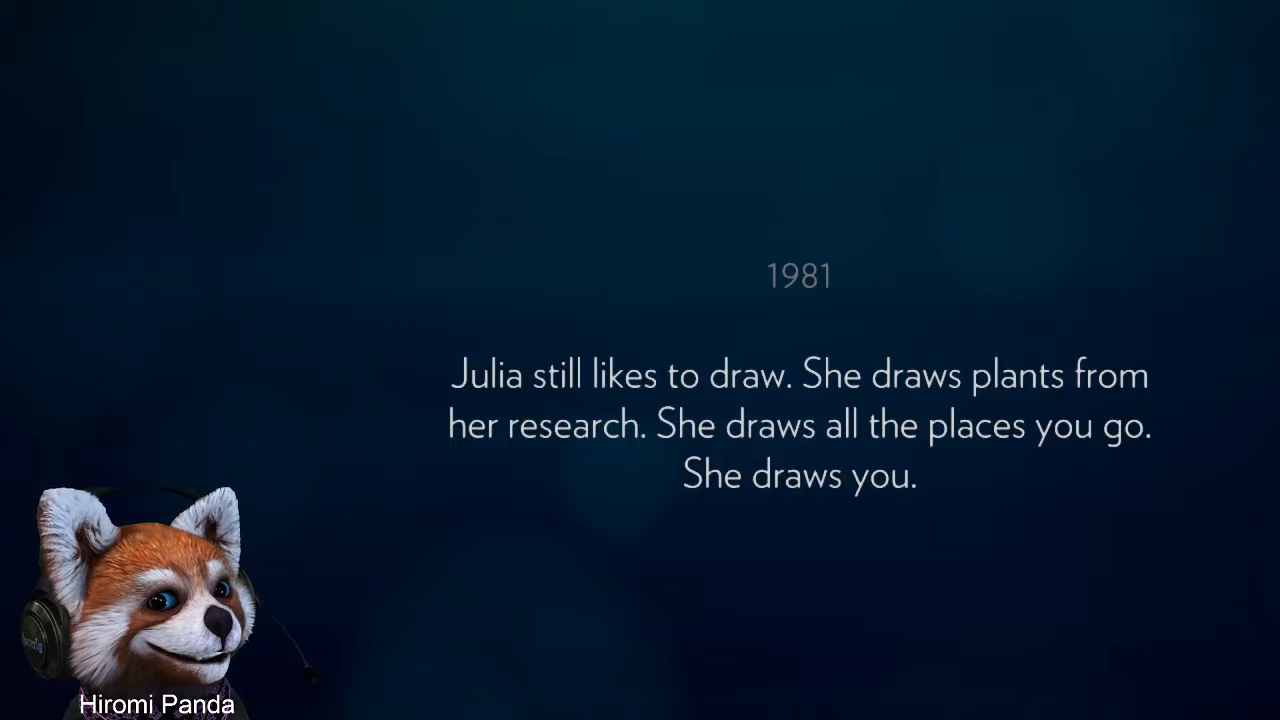 1981
Julia still likes to draw. She draws plants from
her research. She draws all the places you go.
She draws you.
Hiromi Panda